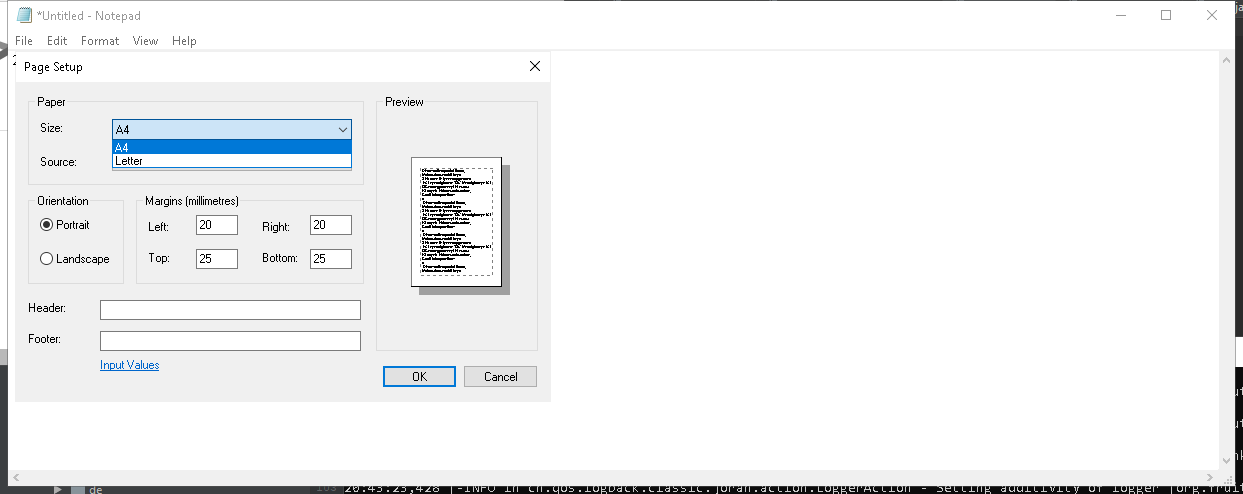 *Untitled - Notepad
File Edit Format View Help
Page Setup
Paper
Size:
A4
A4
Letter
Source:
Orientation
Portrait
Landscape
Margins (millimetres)
Left: 20 Right: 20
Top: 25 Bottom: 25
Header:
Footer:
Input Values
Preview
OK Cancel
de
20:43:23,428 |-INFO in ch.qos.logback.classic.joran.action.LoggerAction - Setting additivity of logger